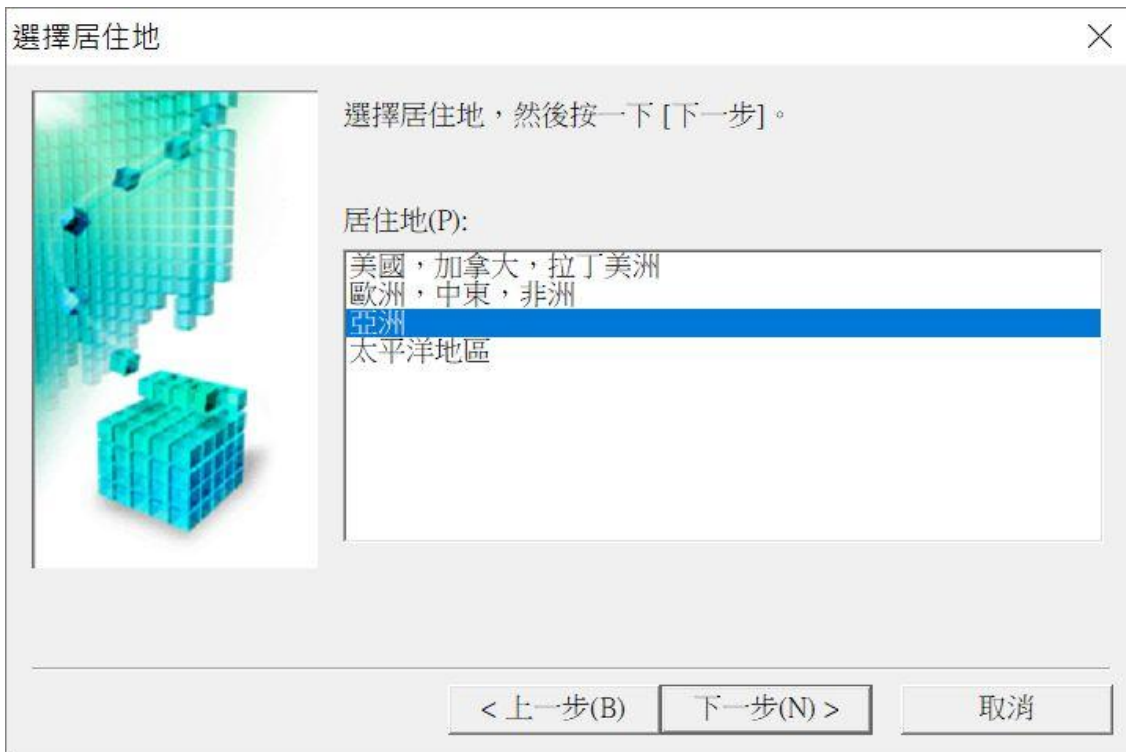 選擇居住地
選擇居住地，然後按一下 [下一步]。
居住地(P):
美國，加拿大，拉丁美洲
歐洲，中東，非洲
亞洲
太平洋地區
< 上一步(B)
下一步(N) >
取消